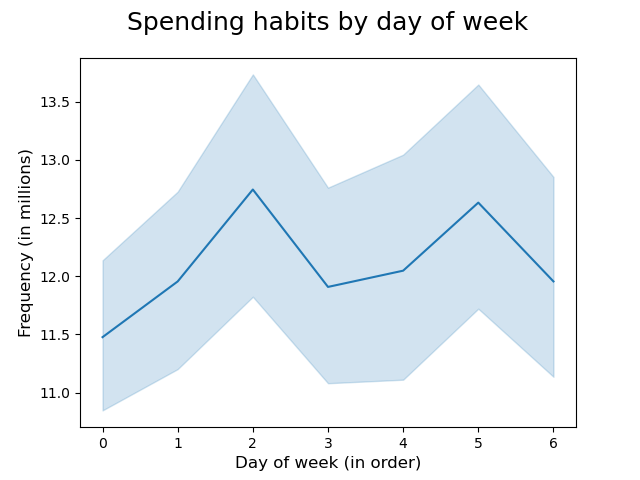 Spending habits by day of week
Frequency (in millions)
13.5
13.0
12.5
12.0
11.5
11.0
0 1 2 3 4 5 6
Day of week (in order)